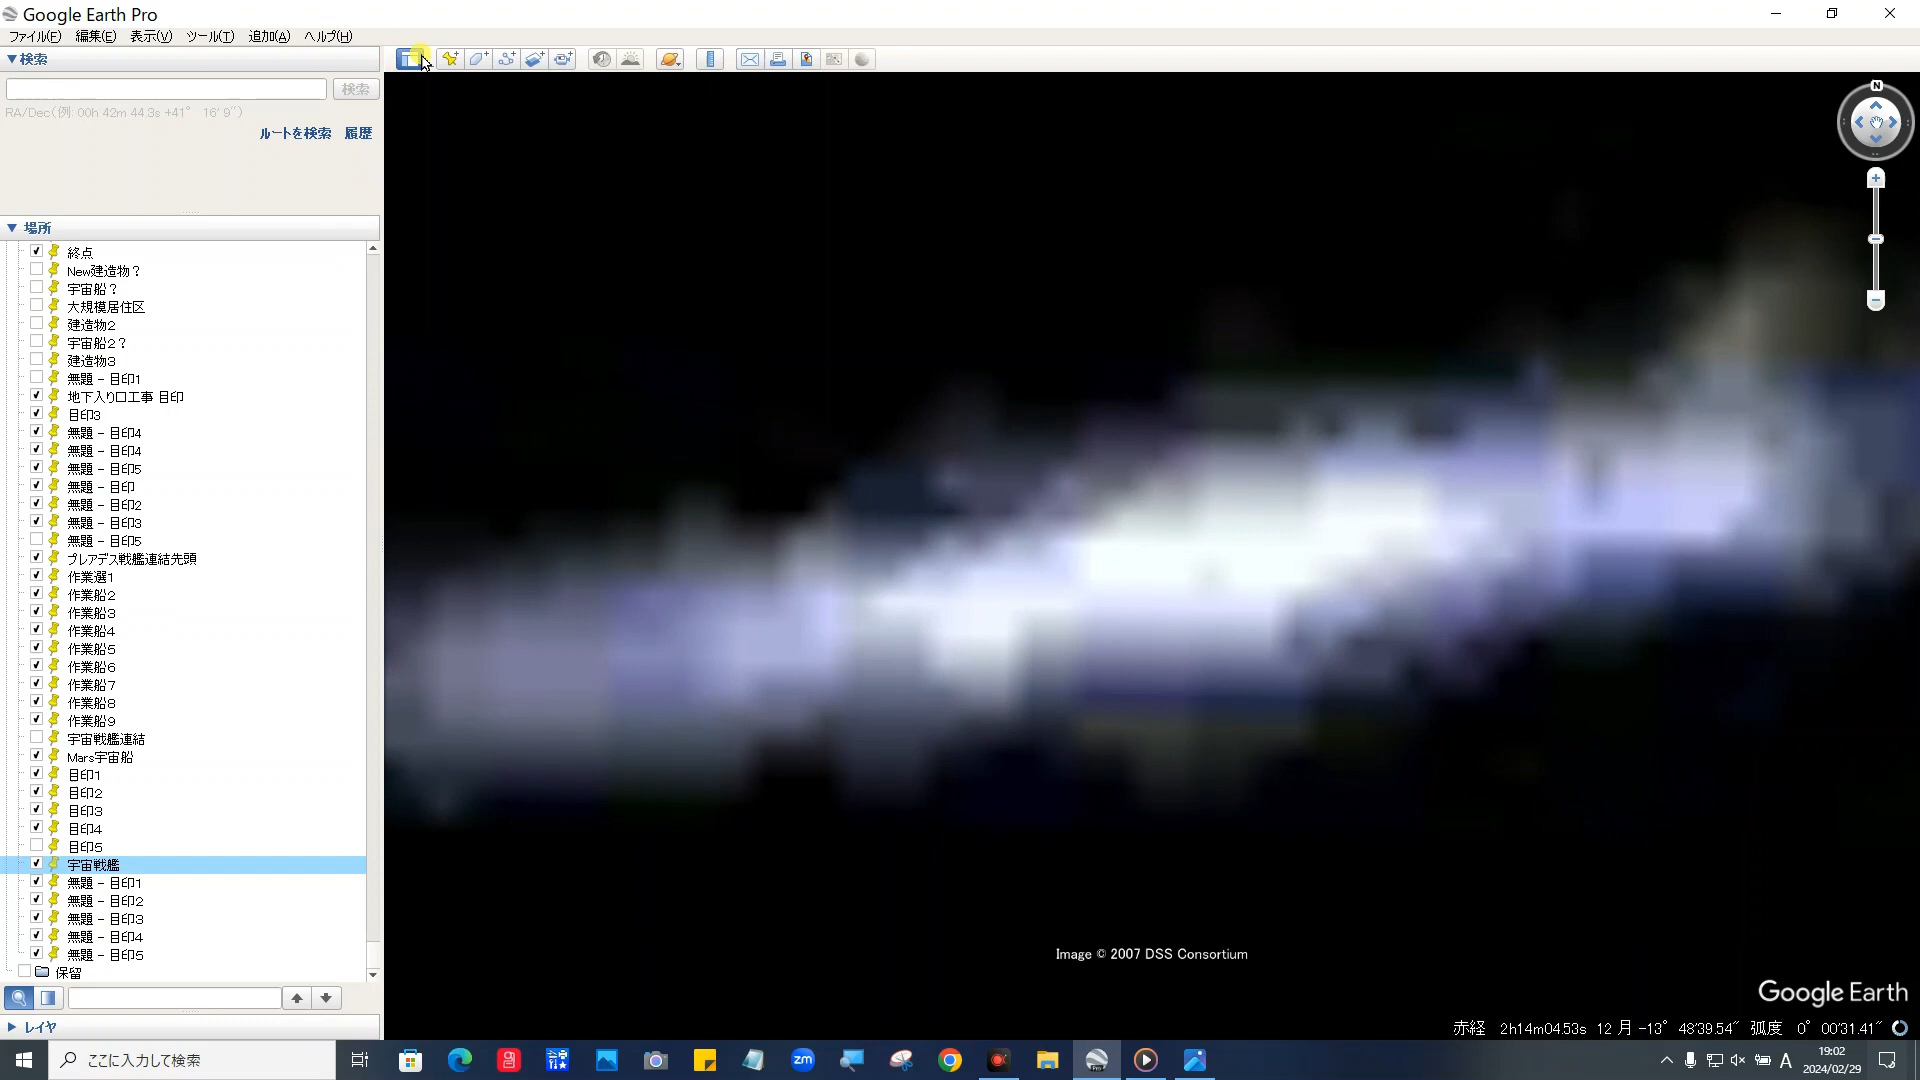 Google Earth Pro
ファイル(F) 編集(E) 表示(V) ツール(T) 追加(A) ヘルプ(H)
検索
検索
RA/Dec(例: 00h 42m 44.3s +41° 16' 9")
ルートを検索 履歴
場所
終点
New建造物？
宇宙船？
大規模居住区
建造物2
宇宙船2？
建造物3
無題 - 目印1
地下入り口工事 目印
目印3
無題 - 目印4
無題 - 目印4
無題 - 目印5
無題 - 目印
無題 - 目印2
無題 - 目印3
無題 - 目印5
プレアデス戦艦連結先頭
作業選1
作業船2
作業船3
作業船4
作業船5
作業船6
作業船7
作業船8
作業船9
宇宙戦艦連結
Mars宇宙船
目印1
目印2
目印3
目印4
目印5
宇宙戦艦
無題 - 目印1
無題 - 目印2
無題 - 目印3
無題 - 目印4
無題 - 目印5
保留
レイヤ
N
Image © 2007 DSS Consortium
Google Earth
赤経 2h14m04.53s 12 月 -13° 48'39.54" 弧度 0° 00'31.41"
ここに入力して検索
zm
Pro
A
19:02
2024/02/29